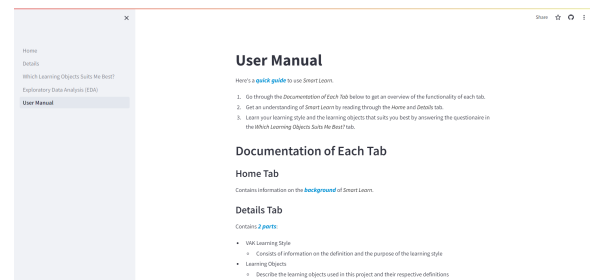 Share
Home
Details
Which Learning Objects Suits Me Best?
Exploratory Data Analysis (EDA)
User Manual
User Manual
Here's a quick guide to use Smart Learn.
1. Go through the Documentation of Each Tab below to get an overview of the functionality of each tab.
2. Get an understanding of Smart Learn by reading through the Home and Details tab.
3. Learn your learning style and the learning objects that suits you best by answering the questionaire in
the Which Learning Objects Suits Me Best? tab.
Documentation of Each Tab
Home Tab
Contains information on the background of Smart Learn.
Details Tab
Contains 2 parts:
• VAK Learning Style
◦ Consists of information on the definition and the purpose of the learning style
• Learning Objects
◦ Describe the learning objects used in this project and their respective definitions